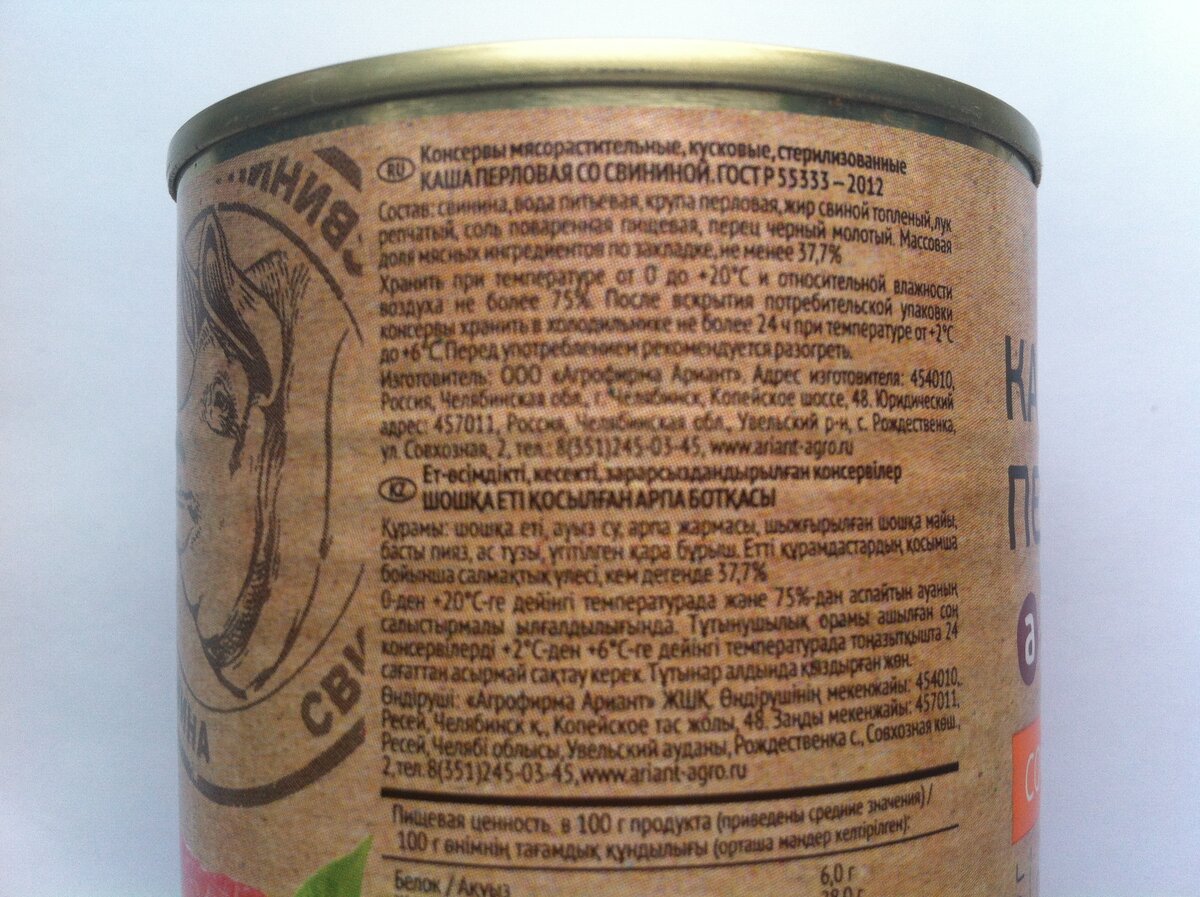 RU
Консервы мясорастительные, кусковые, стерилизованные
КАША ПЕРЛОВАЯ СО СВИНИНОЙ. ГОСТ Р 55333 – 2012
Состав: свинина, вода питьевая, крупа перловая, жир свиной топленый, лук
репчатый, соль поваренная пищевая, перец черный молотый. Массовая
доля мясных ингредиентов по закладке, не менее 37,7%
Хранить при температуре от 0 до +20°С и относительной влажности
воздуха не более 75%. После вскрытия потребительской упаковки
консервы хранить в холодильнике не более 24 ч при температуре от +2°С
до +6°С. Перед употреблением рекомендуется разогреть.
Изготовитель: ООО «Агрофирма Ариант». Адрес изготовителя: 454010,
Россия, Челябинская обл., г. Челябинск, Копейское шоссе, 48. Юридический
адрес: 457011, Россия, Челябинская обл., Увельский р-н, с. Рождественка,
ул. Совхозная, 2, тел.: 8(351)245-03-45, www.ariant-agro.ru
KZ
Ет-өсімдікті, кесекті, зарарсыздандырылған консервілер
ШОШҚА ЕТІ ҚОСЫЛҒАН АРПА БОТҚАСЫ
Құрамы: шошқа еті, ауыз су, арпа жармасы, шыжғырылған шошқа майы,
басты пияз, ас тұзы, үгітілген қара бұрыш. Етті құрамдастардың қосымша
бойынша салмақтық үлесі, кем дегенде 37,7%
0-ден +20°С-ге дейінгі температурада және 75%-дан аспайтын ауаның
салыстырмалы ылғалдылығында. Тұтынушылық орамы ашылған соң
консервілерді +2°С-ден +6°С-ге дейінгі температурада тоңазытқышта 24
сағаттан асырмай сақтау керек. Тұтынар алдында қыздырған жөн.
Өндіруші: «Агрофирма Ариант» ЖШҚ. Өндірушінің мекенжайы: 454010,
Ресей, Челябинск қ., Копейское тас жолы, 48. Заңды мекенжайы: 457011,
Ресей, Челябі облысы, Увельский ауданы, Рождественка с., Совхозная көш.,
2, тел. 8(351)245-03-45, www.ariant-agro.ru
Пищевая ценность в 100 г продукта (приведены средние значения) /
100 г өнімнің тағамдық құндылығы (орташа мәндер келтірілген):
Белок / Ақуыз 6,0 г